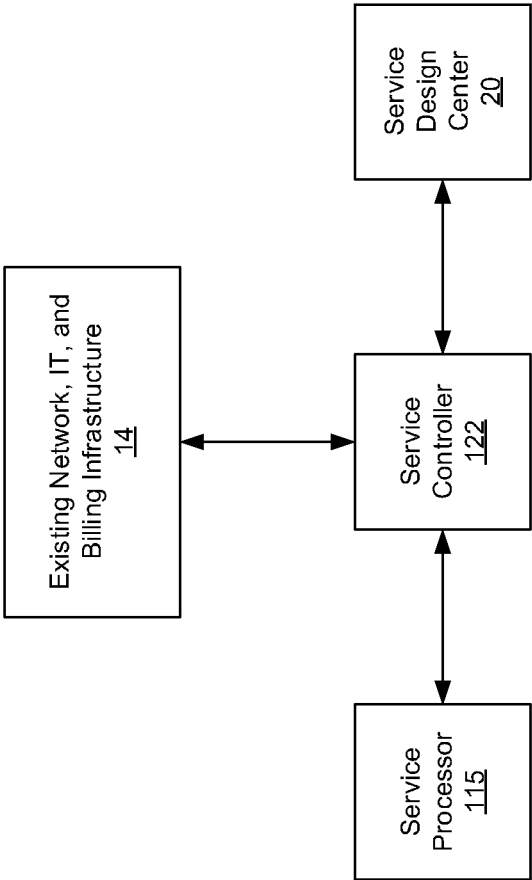 Existing Network, IT, and
Billing Infrastructure
14
Service
Processor
115
Service
Controller
122
Service
Design
Center
20